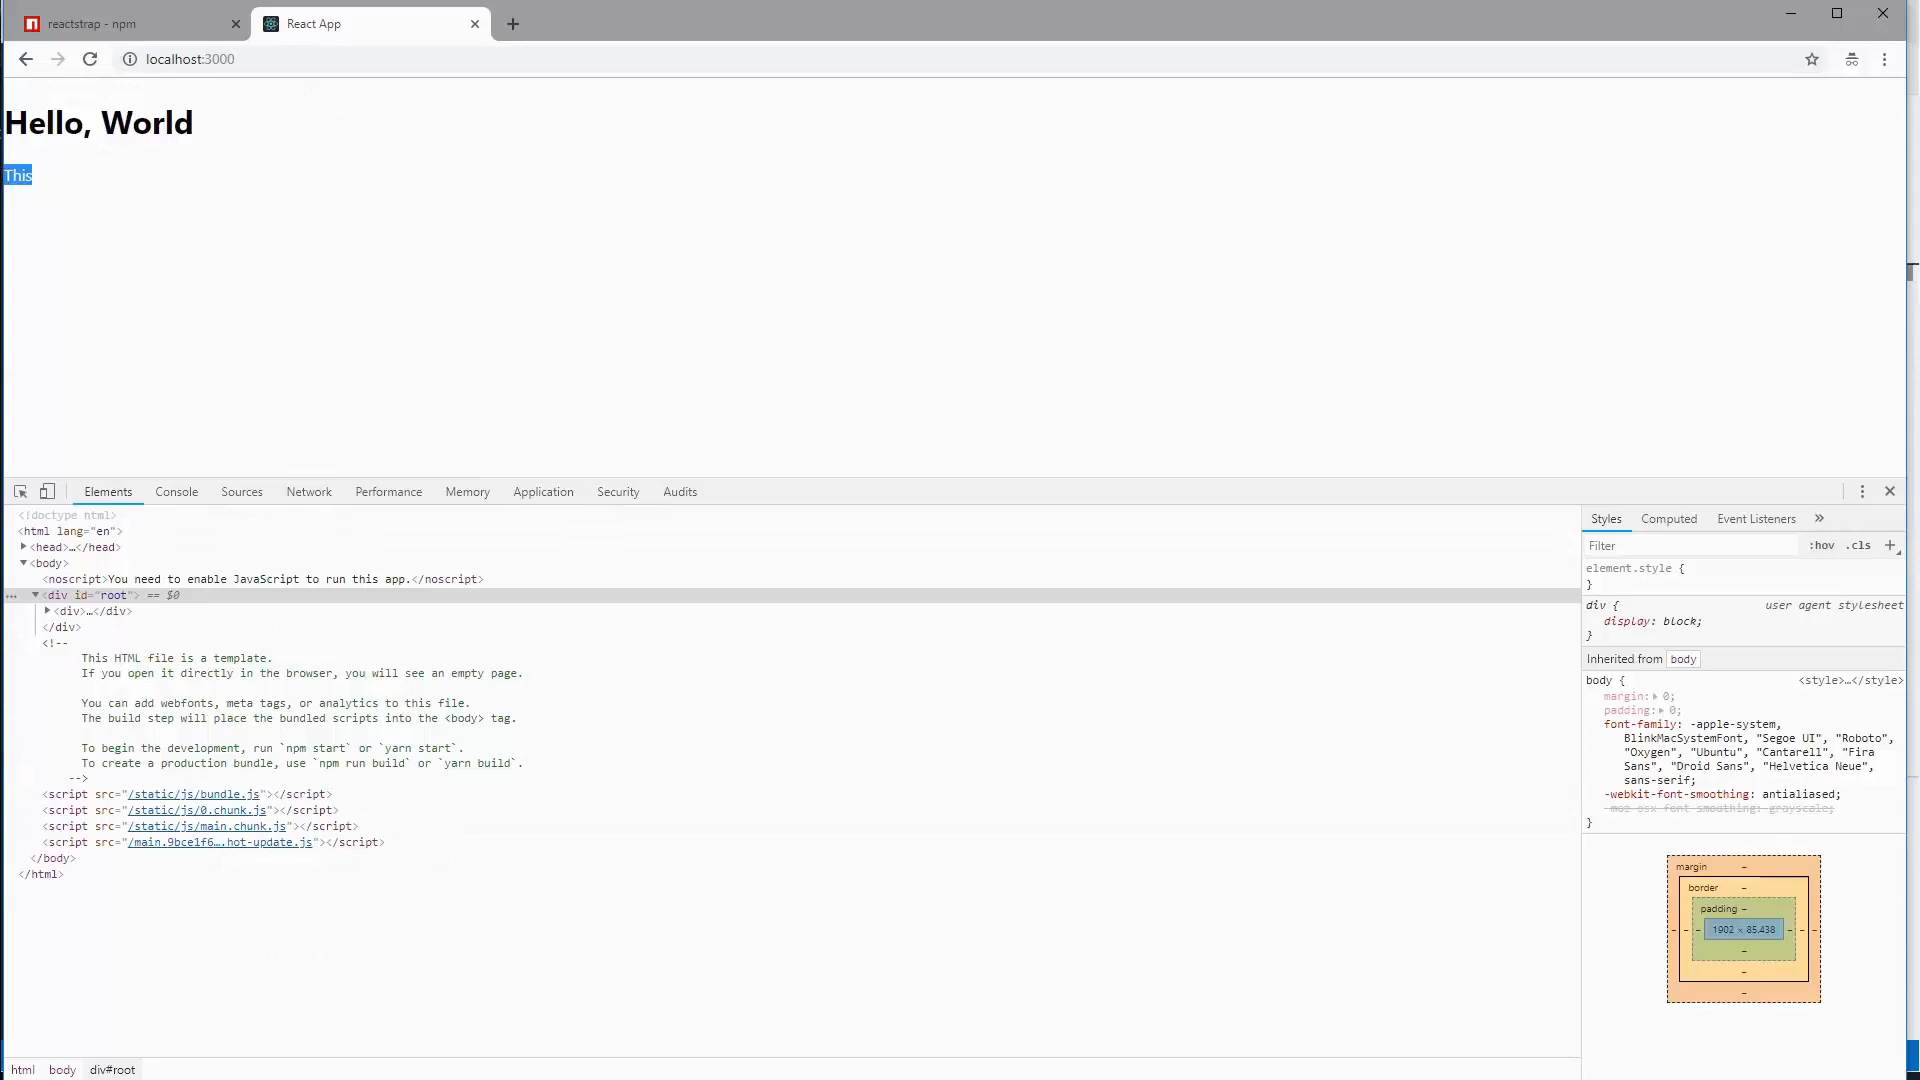 reactstrap - npm
React App
localhost:3000
Hello, World
This
Elements Console Sources Network Performance Memory Application Security Audits
<!doctype html>
<html lang="en">
<head>…</head>
<body>
<noscript>You need to enable JavaScript to run this app.</noscript>
<div id="root"> == $0
<div>…</div>
</div>
<!--
This HTML file is a template.
If you open it directly in the browser, you will see an empty page.
You can add webfonts, meta tags, or analytics to this file.
The build step will place the bundled scripts into the <body> tag.
To begin the development, run `npm start` or `yarn start`.
To create a production bundle, use `npm run build` or `yarn build`.
-->
<script src="/static/js/bundle.js"></script>
<script src="/static/js/0.chunk.js"></script>
<script src="/static/js/main.chunk.js"></script>
<script src="/main.9bcelf6….hot-update.js"></script>
</body>
</html>
html body div#root
Styles Computed Event Listeners »
Filter :hov .cls +
element.style {
}
div { user agent stylesheet
display: block;
}
Inherited from body
body { <style>…</style>
margin: 0;
padding: 0;
font-family: -apple-system,
BlinkMacSystemFont, "Segoe UI", "Roboto",
"Oxygen", "Ubuntu", "Cantarell", "Fira
Sans", "Droid Sans", "Helvetica Neue",
sans-serif;
-webkit-font-smoothing: antialiased;
-moz-osx-font-smoothing: grayscale;
}
margin –
border –
padding –
– – – 1902 × 85.438 – – –
–
–
–